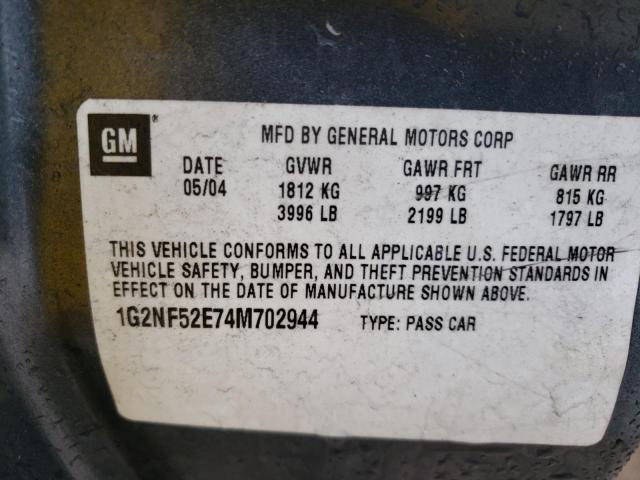 GM® MFD BY GENERAL MOTORS CORP
DATE GVWR GAWR FRT GAWR RR
05/04 1812 KG 997 KG 815 KG
3996 LB 2199 LB 1797 LB
THIS VEHICLE CONFORMS TO ALL APPLICABLE U.S. FEDERAL MOTOR
VEHICLE SAFETY, BUMPER, AND THEFT PREVENTION STANDARDS IN
EFFECT ON THE DATE OF MANUFACTURE SHOWN ABOVE.
1G2NF52E74M702944 TYPE: PASS CAR